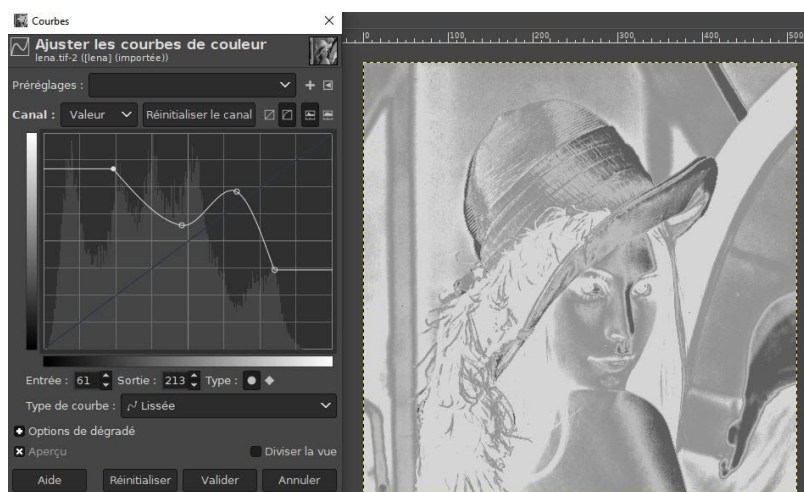 Courbes
Ajuster les courbes de couleur
lena.tif-2 ([lena] (importée))
Préréglages :
Canal : Valeur Réinitialiser le canal
Entrée : 61 Sortie : 213 Type :
Type de courbe : Lissée
Options de dégradé
Aperçu Diviser la vue
Aide Réinitialiser Valider Annuler
0 100 200 300 400 500